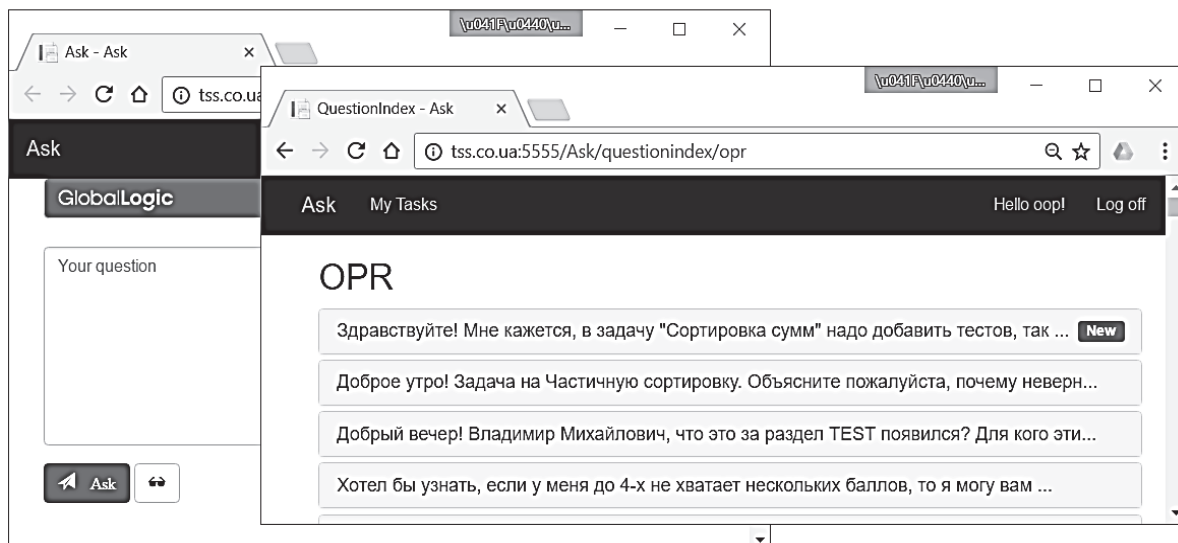 \u041F\u0440\u...
Ask - Ask
tss.co.ua
Ask
GlobalLogic
Your question
Ask
\u041F\u0440\u...
QuestionIndex - Ask
tss.co.ua:5555/Ask/questionindex/opr
Ask My Tasks Hello oop! Log off
OPR
Здравствуйте! Мне кажется, в задачу "Сортировка сумм" надо добавить тестов, так ... New
Доброе утро! Задача на Частичную сортировку. Объясните пожалуйста, почему неверн...
Добрый вечер! Владимир Михайлович, что это за раздел TEST появился? Для кого эти...
Хотел бы узнать, если у меня до 4-х не хватает нескольких баллов, то я могу вам ...